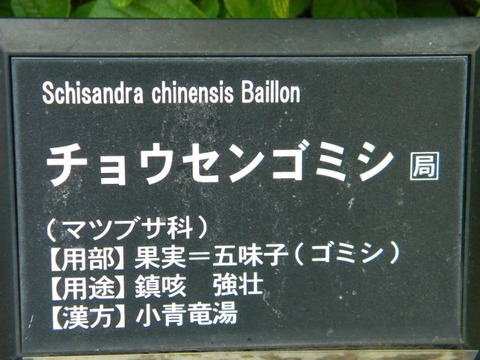 Schisandra chinensis Baillon
チョウセンゴミシ 局
(マツブサ科)
【用部】果実＝五味子(ゴミシ)
【用途】鎮咳　強壮
【漢方】小青竜湯